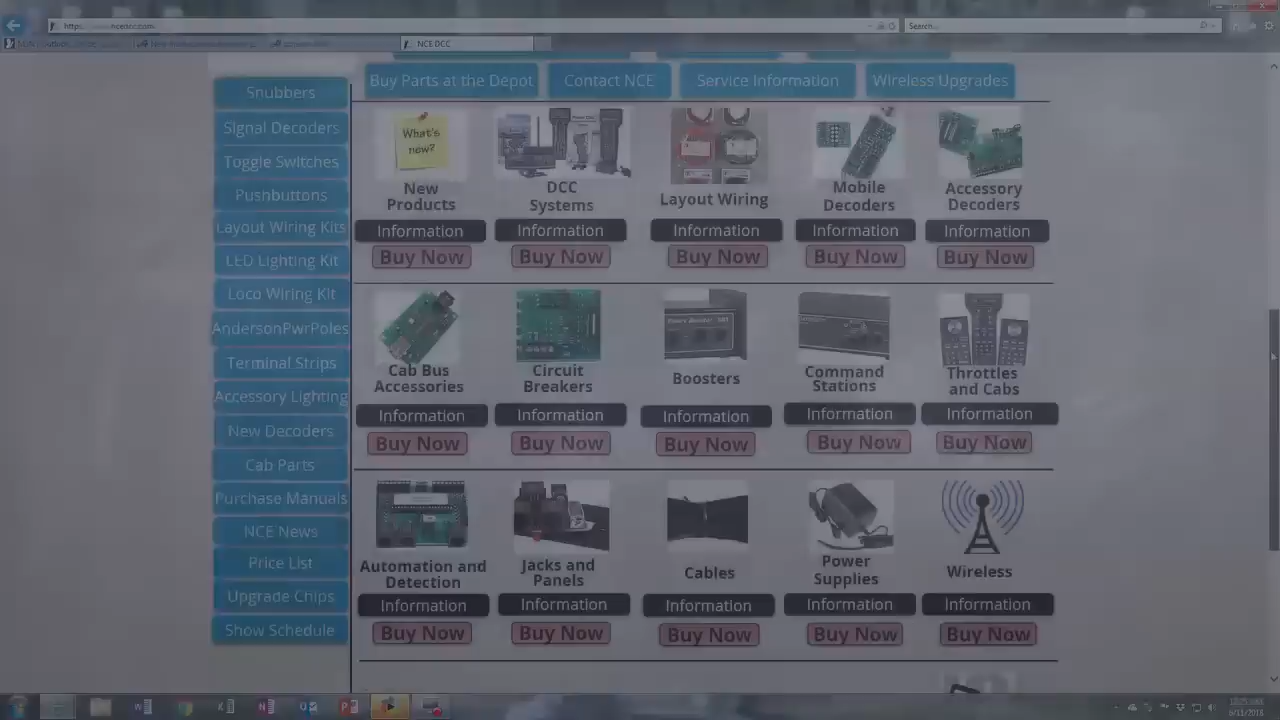 NCE DCC
Search...
Buy Parts at the Depot
Contact NCE
Service Information
Wireless Upgrades
Snubbers
Signal Decoders
Toggle Switches
Pushbuttons
Layout Wiring Kits
LED Lighting Kit
Loco Wiring Kit
AndersonPwrPoles
Terminal Strips
Accessory Lighting
New Decoders
Cab Parts
Purchase Manuals
NCE News
Price List
Upgrade Chips
Show Schedule
What's
new?
New
Products
Information
Buy Now
DCC
Systems
Information
Buy Now
Layout Wiring
Information
Buy Now
Mobile
Decoders
Information
Buy Now
Accessory
Decoders
Information
Buy Now
Cab Bus
Accessories
Information
Buy Now
Circuit
Breakers
Information
Buy Now
Boosters
Information
Buy Now
Command
Stations
Information
Buy Now
Throttles
and Cabs
Information
Buy Now
Automation and
Detection
Information
Buy Now
Jacks and
Panels
Information
Buy Now
Cables
Information
Buy Now
Power
Supplies
Information
Buy Now
Wireless
Information
Buy Now